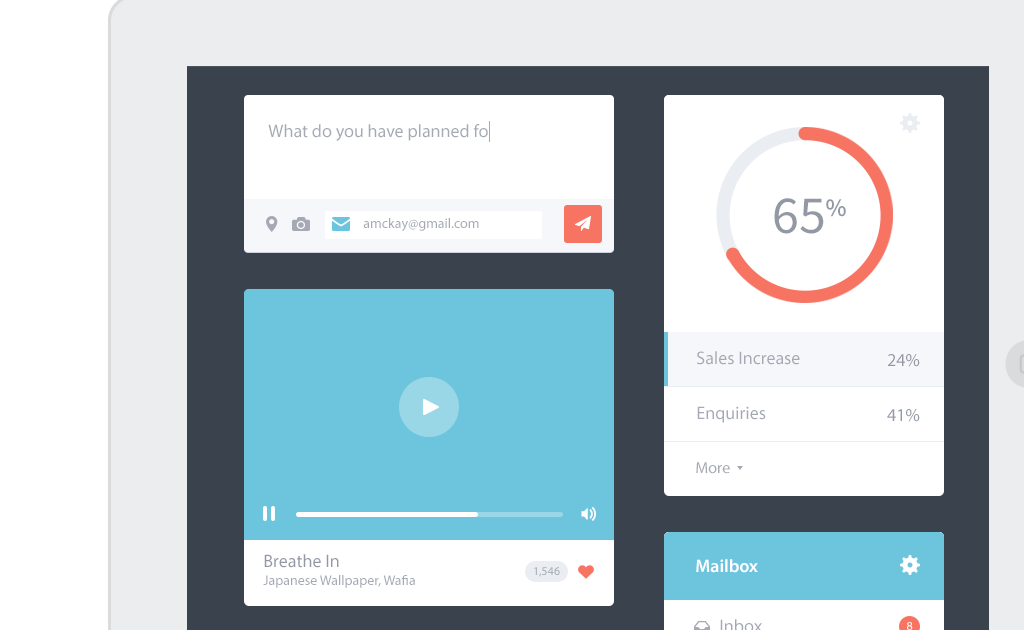 What do you have planned fo
amckay@gmail.com
65%
Sales Increase 24%
Enquiries 41%
More
Breathe In
Japanese Wallpaper, Wafia
1,546
Mailbox
Inbox 8